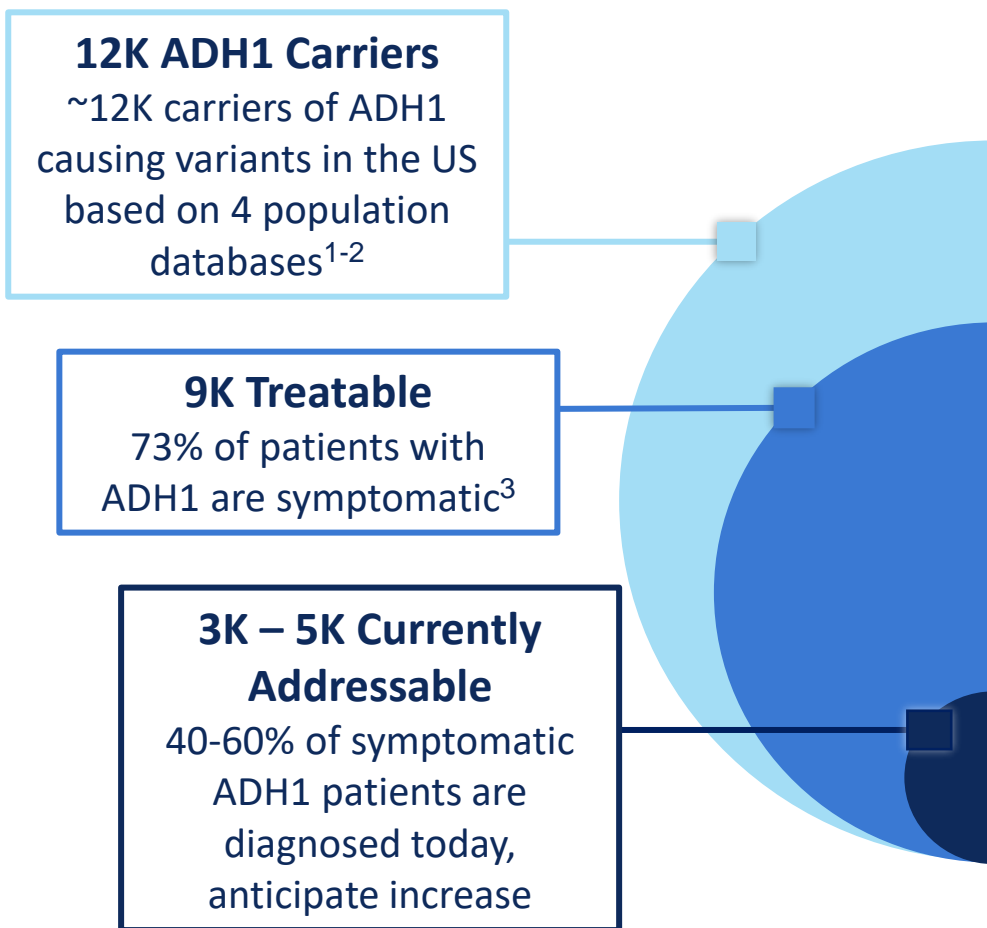 12K ADH1 Carriers
~12K carriers of ADH1
causing variants in the US
based on 4 population
databases1-2
9K Treatable
73% of patients with
ADH1 are symptomatic3
3K – 5K Currently
Addressable
40-60% of symptomatic
ADH1 patients are
diagnosed today,
anticipate increase